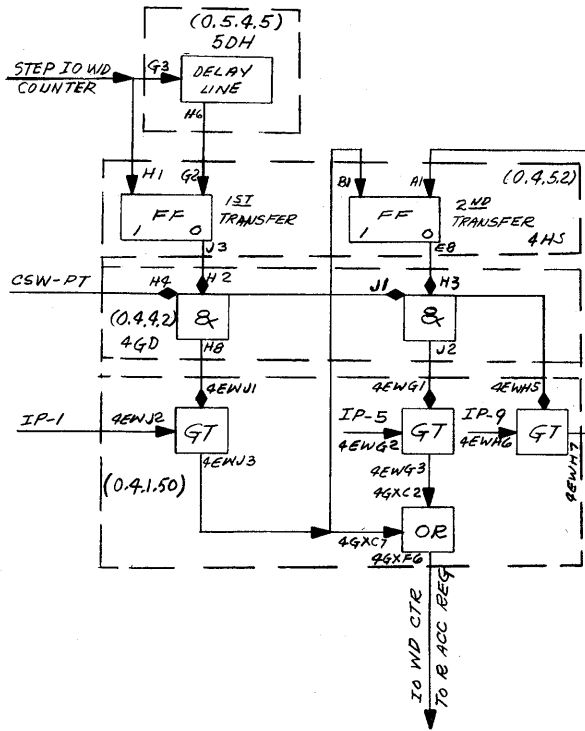 (0.5.4.5)
5DH
STEP IO WD
COUNTER
G3
DELAY
LINE
H6
H1
G2
B1
A1
(0.4.5.2)
FF
1 0
1ST
TRANSFER
FF
1 0
2ND
TRANSFER
4HS
J3
E8
CSW-PT
H4
H2
J1
H3
(0.4.4.2)
4GD
&
&
H8
J2
4EWJ1
4EWG1
4EWH5
IP-1
4EWJ2
GT
IP-5
4EWG2
GT
IP-9
4EWH6
GT
4EWH7
4EWJ3
4EWG3
(0.4.1.50)
4GXC2
4GXC7
OR
4GXF6
IO WD CTR
TO R ACC REG